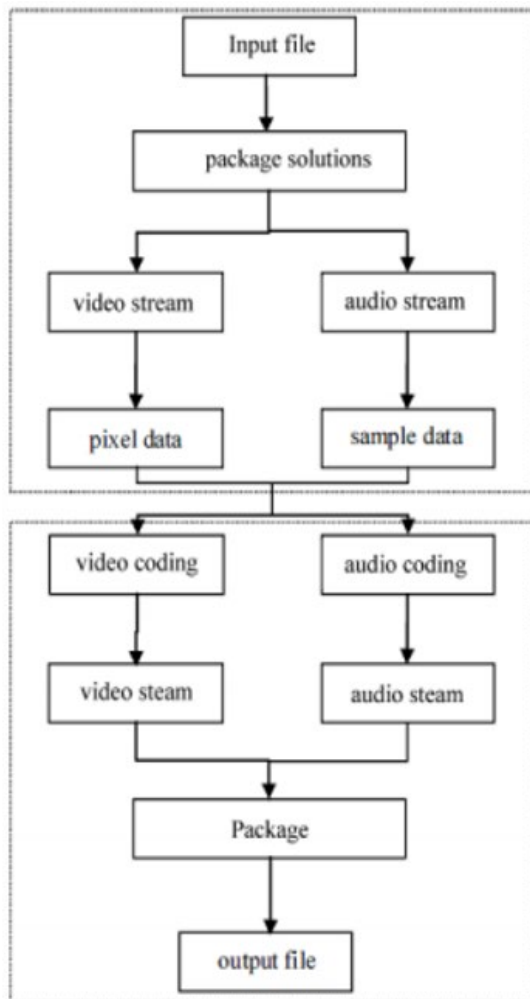 Input file
package solutions
video stream
audio stream
pixel data
sample data
video coding
audio coding
video steam
audio steam
Package
output file